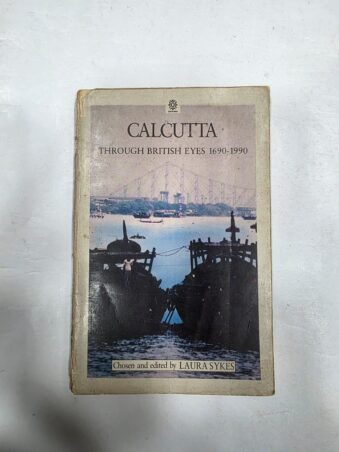 CALCUTTA
THROUGH BRITISH EYES 1690-1990
Chosen and edited by LAURA SYKES